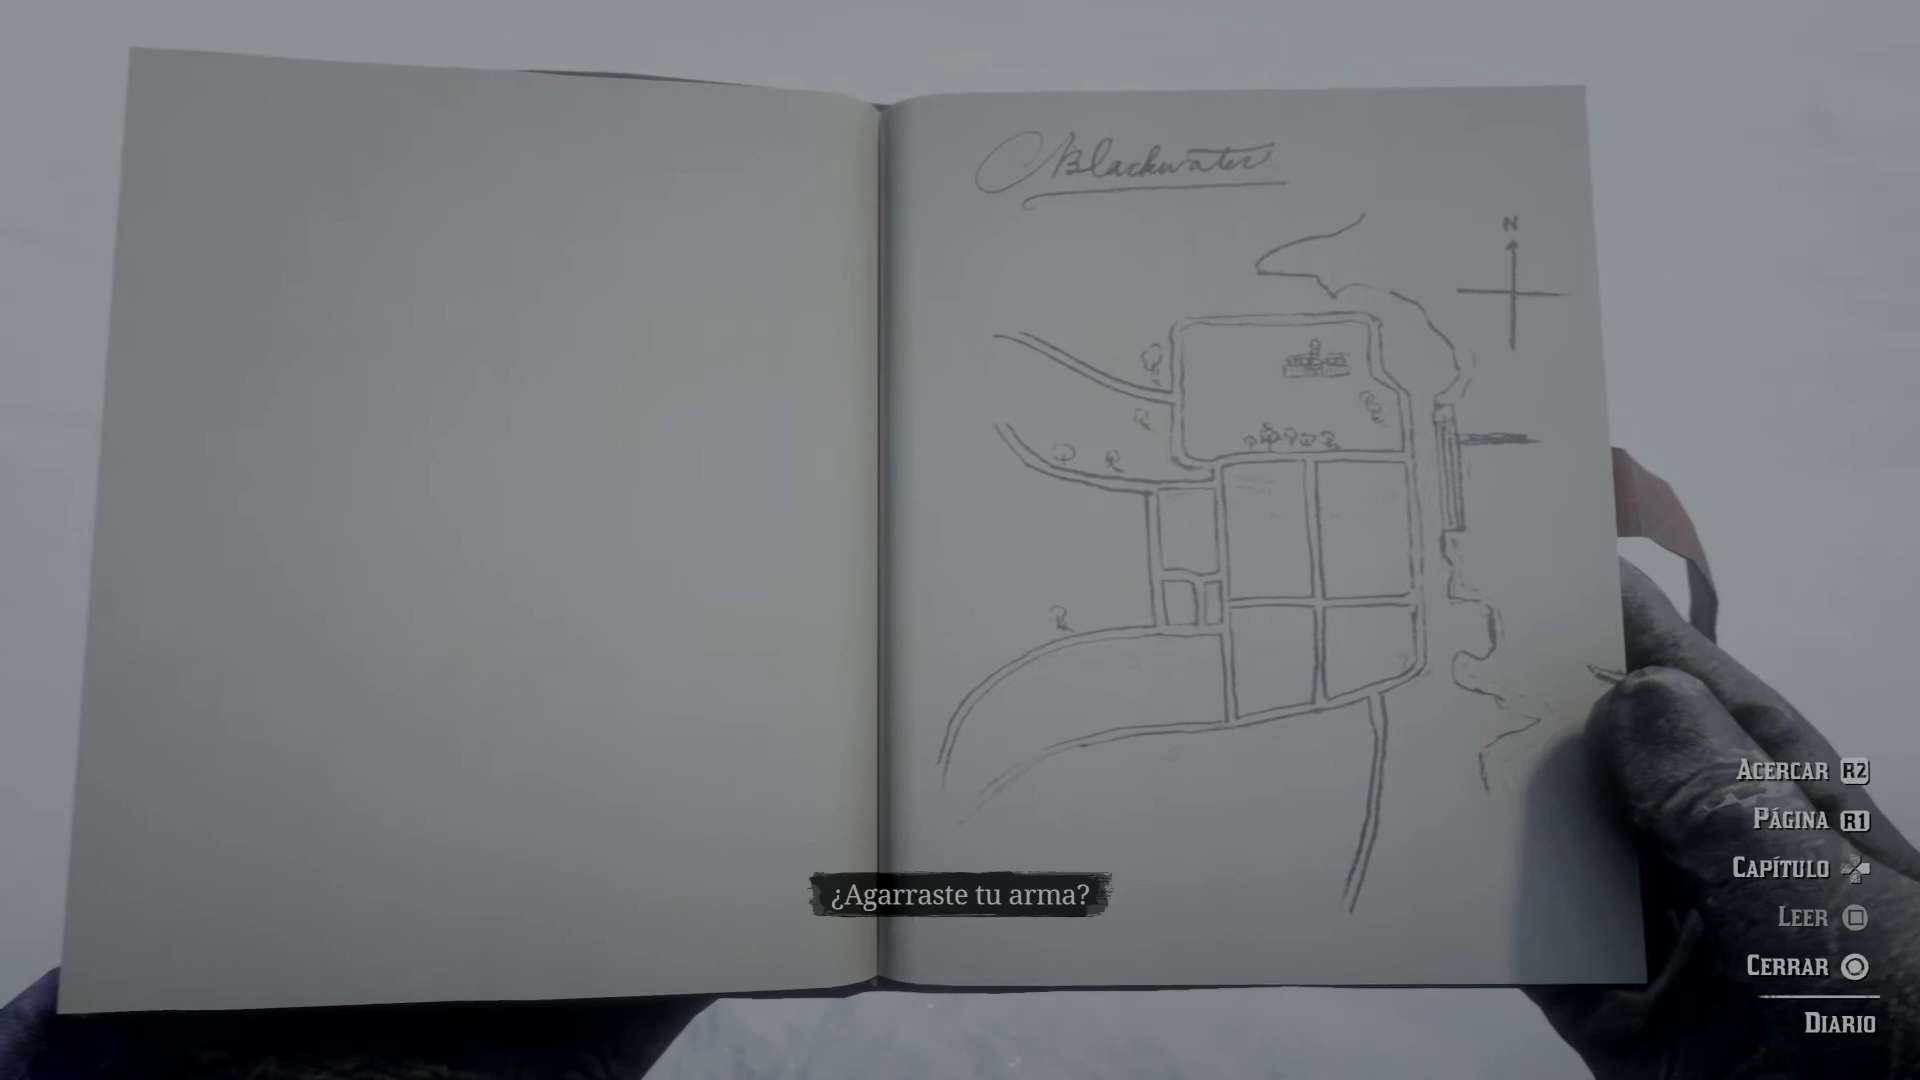 Blackwater
N
¿Agarraste tu arma?
ACERCAR R2
PÁGINA R1
CAPÍTULO
LEER
CERRAR
DIARIO